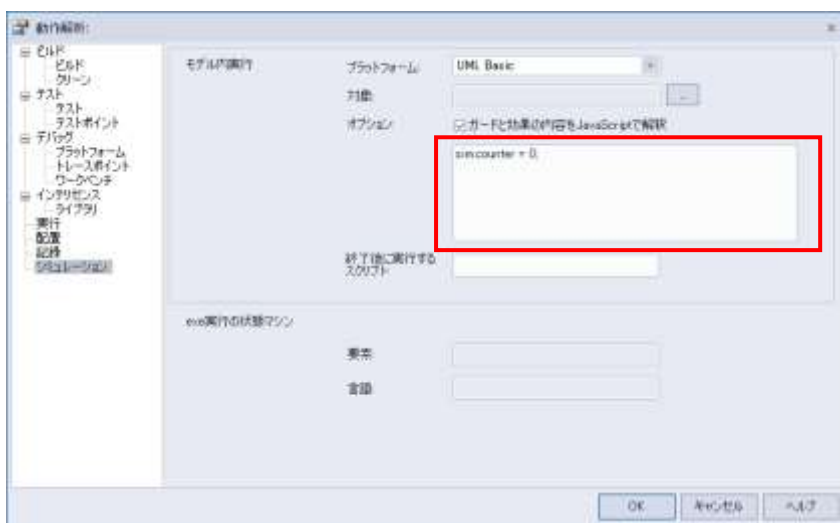 動作解析:
ビルド
ビルド
クリーン
テスト
テスト
テストポイント
デバッグ
プラットフォーム
トレースポイント
ワークベンチ
インテリセンス
ライブラリ
実行
配置
記録
シミュレーション
モデル内実行
プラットフォーム UML Basic
対象 ...
オプション ガードと効果の内容をJavaScriptで解釈
sim.counter = 0;
終了後に実行する
スクリプト
exe実行の状態マシン
要素
言語
OK キャンセル ヘルプ